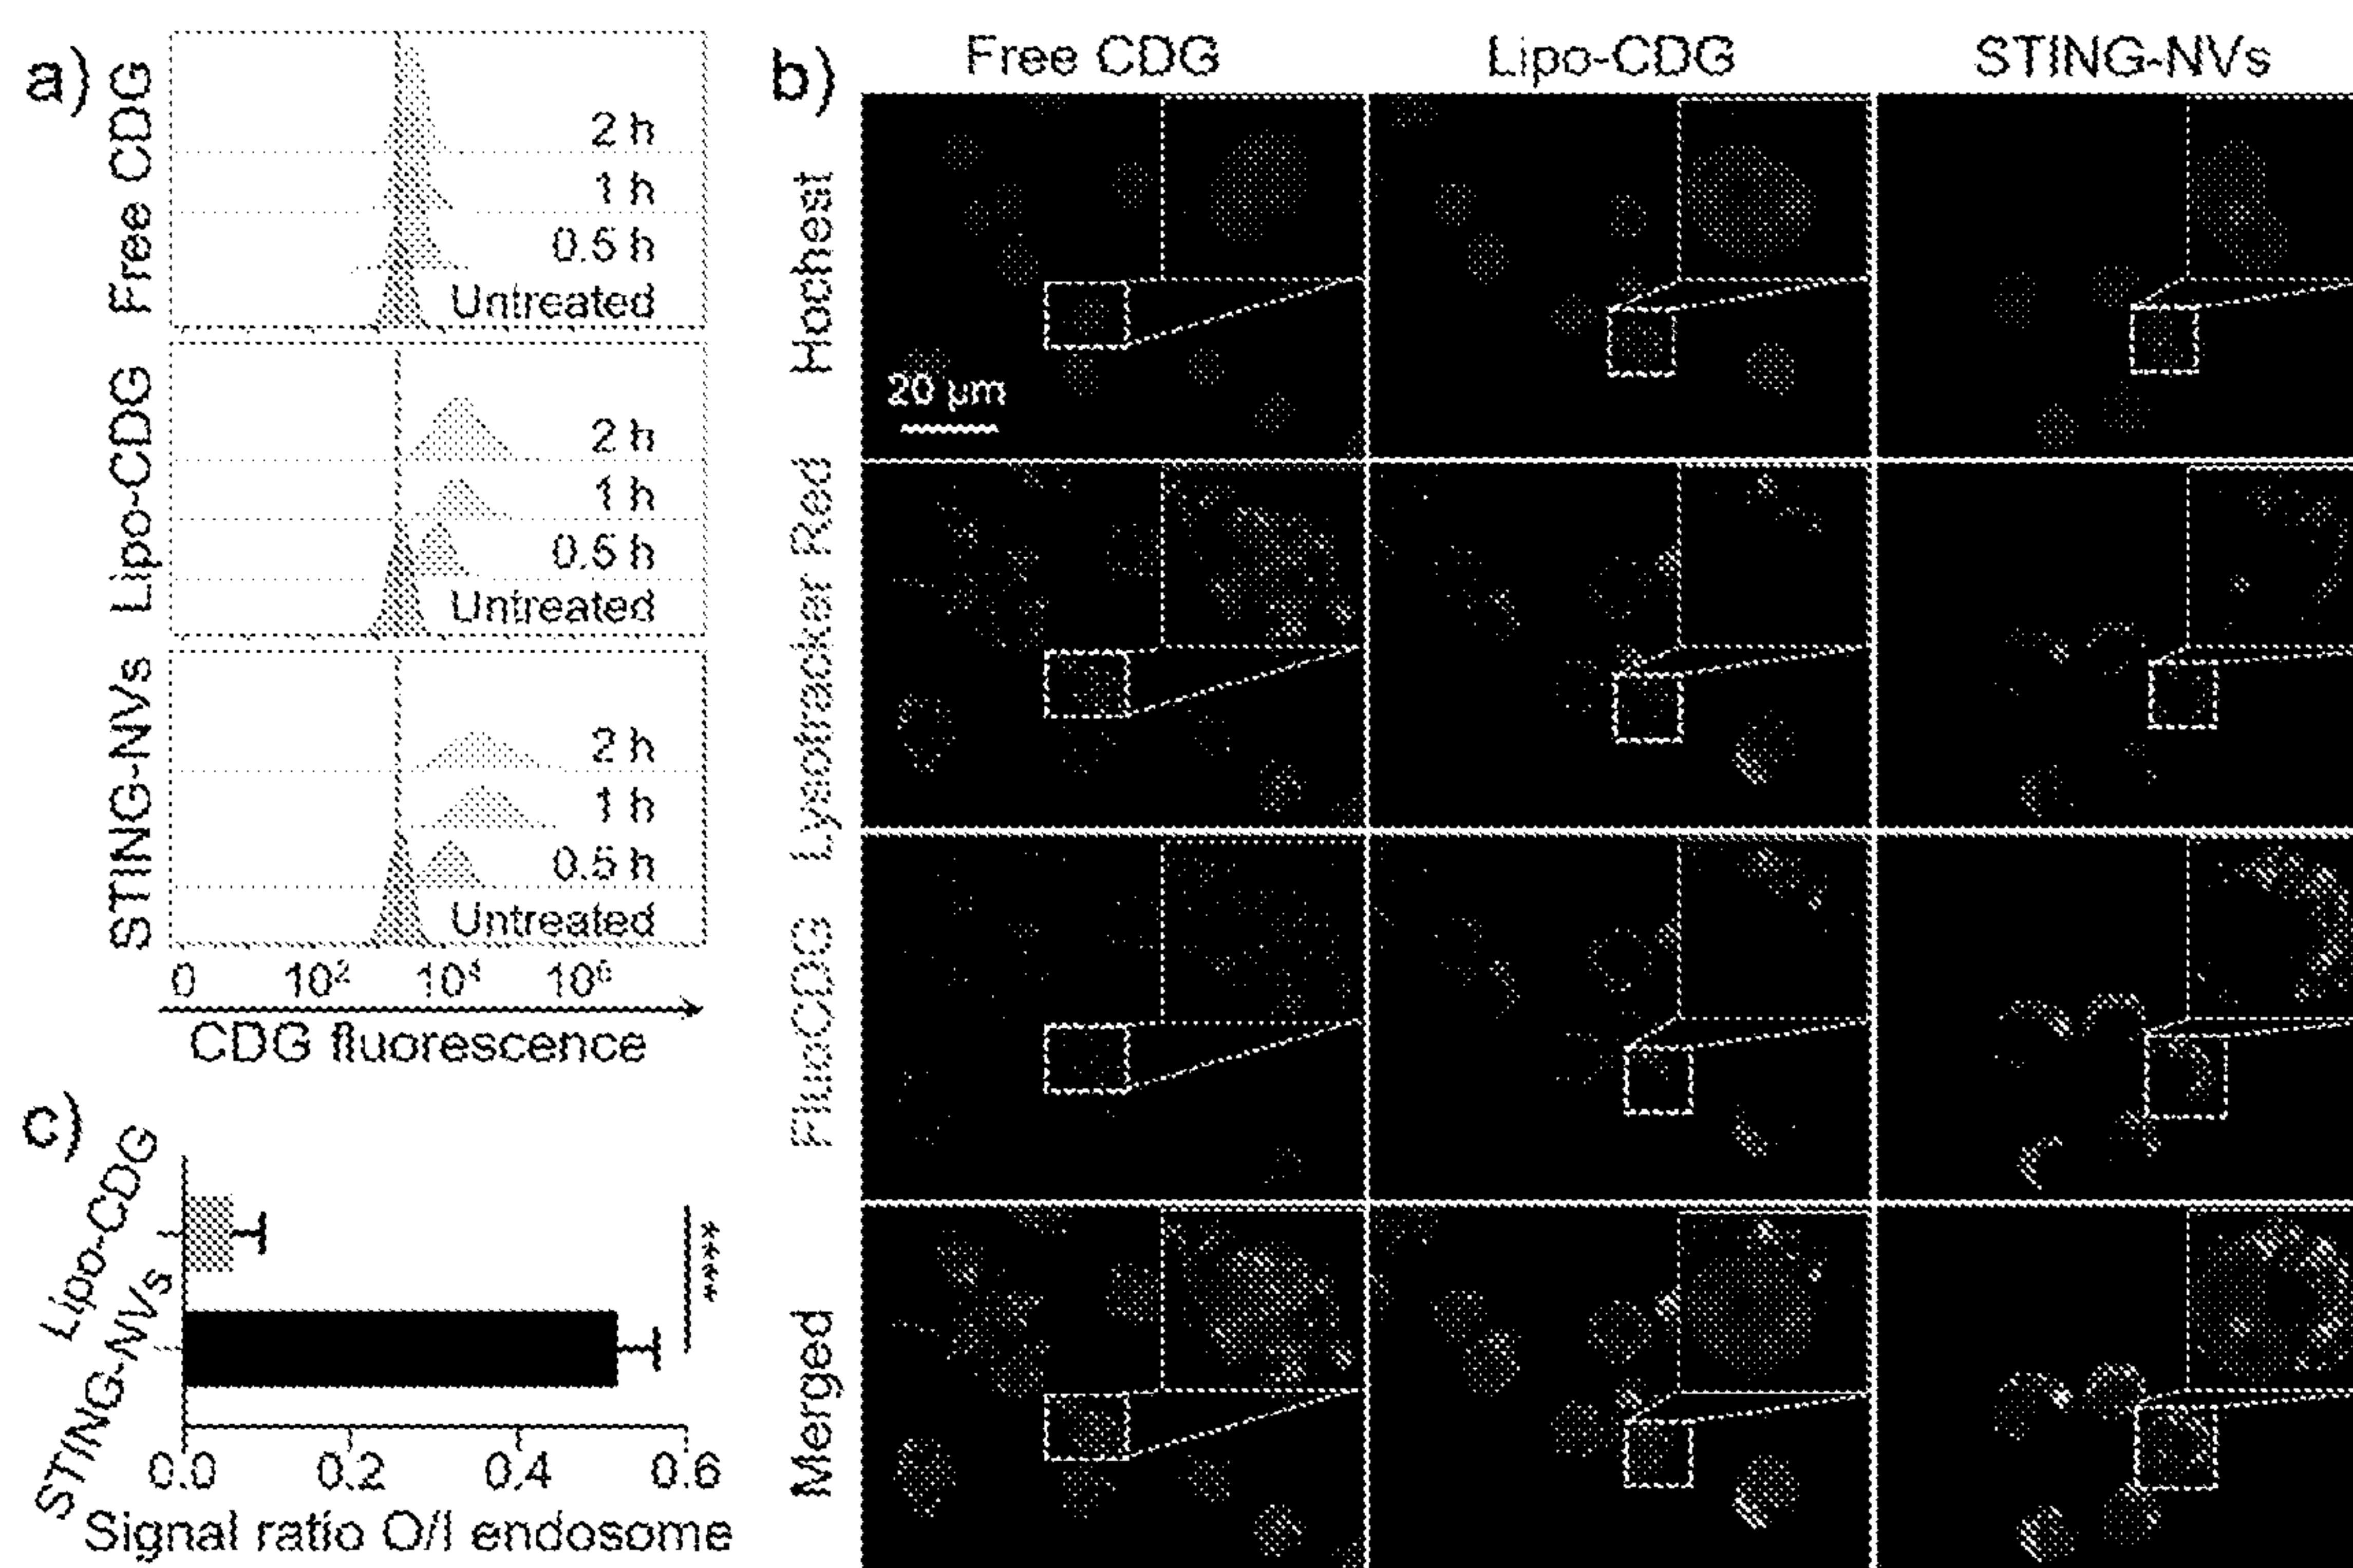 a)
Free CDG
2 h
1 h
0.5 h
Untreated
Lipo-CDG
2 h
1 h
0.5 h
Untreated
STING-NVs
2 h
1 h
0.5 h
Untreated
0 10² 10⁴ 10⁶
CDG fluorescence
b)
Free CDG Lipo-CDG STING-NVs
Hochest
20 µm
Lysotracker Red
FluoCDG
Merged
c)
Lipo-CDG
STING-NVs
****
0.0 0.2 0.4 0.6
Signal ratio O/I endosome